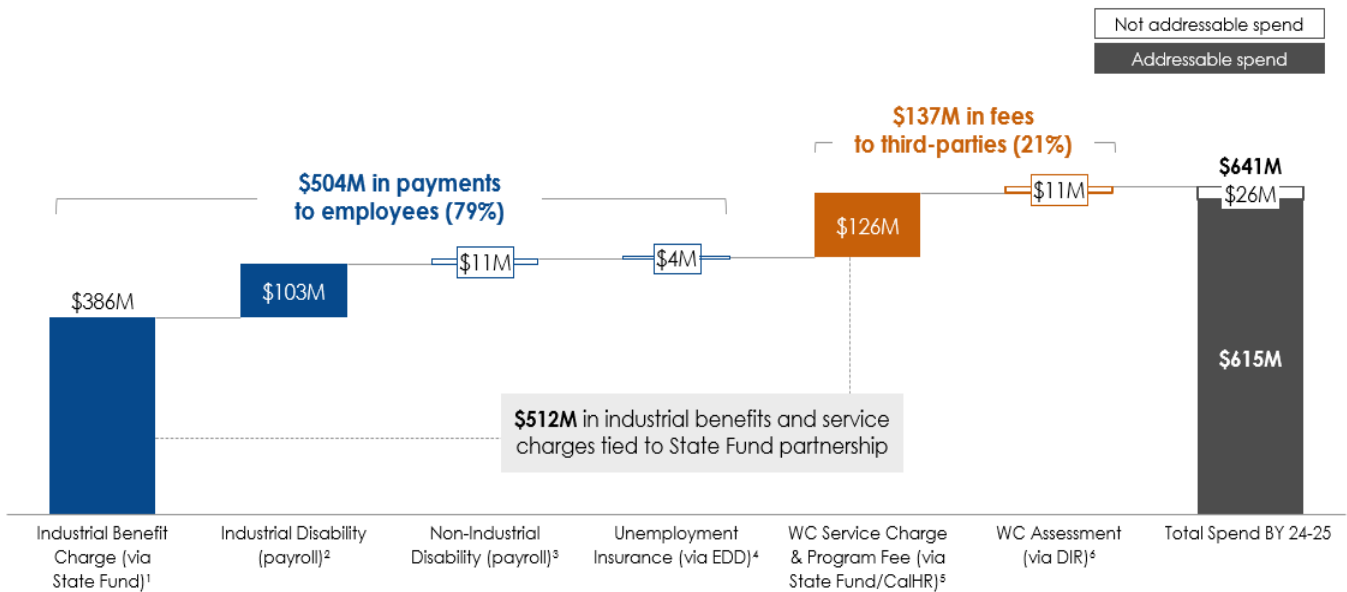 Not addressable spend
Addressable spend
$137M in fees
to third-parties (21%)
$504M in payments
to employees (79%)
$641M
$26M
$11M
$126M
$11M
$4M
$103M
$386M
$615M
$512M in industrial benefits and service
charges tied to State Fund partnership
Industrial Benefit
Charge (via
State Fund)¹
Industrial Disability
(payroll)²
Non-Industrial
Disability (payroll)³
Unemployment
Insurance (via EDD)⁴
WC Service Charge
& Program Fee (via
State Fund/CalHR)⁵
WC Assessment
(via DIR)⁶
Total Spend BY 24-25